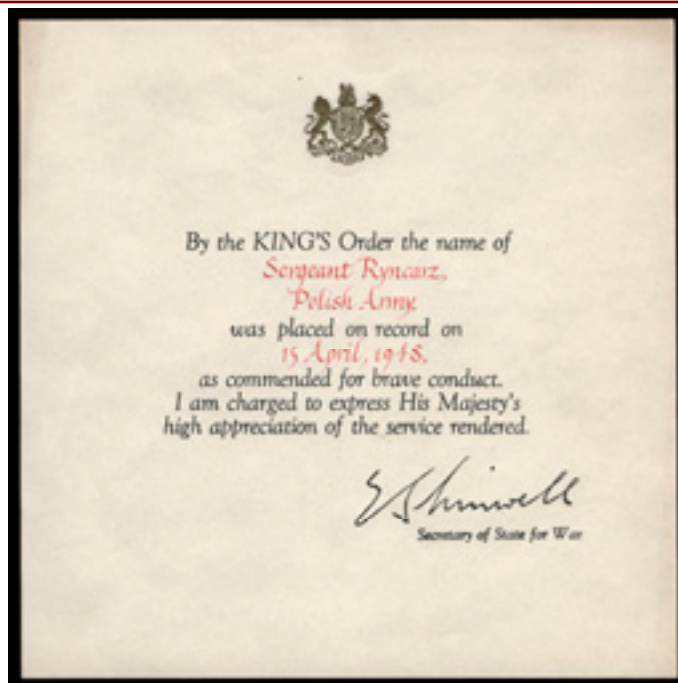 By the KING'S Order the name of
Sergeant Ryncarz,
Polish Army,
was placed on record on
15 April, 1948,
as commended for brave conduct.
I am charged to express His Majesty's
high appreciation of the service rendered.
EShinwell
Secretary of State for War